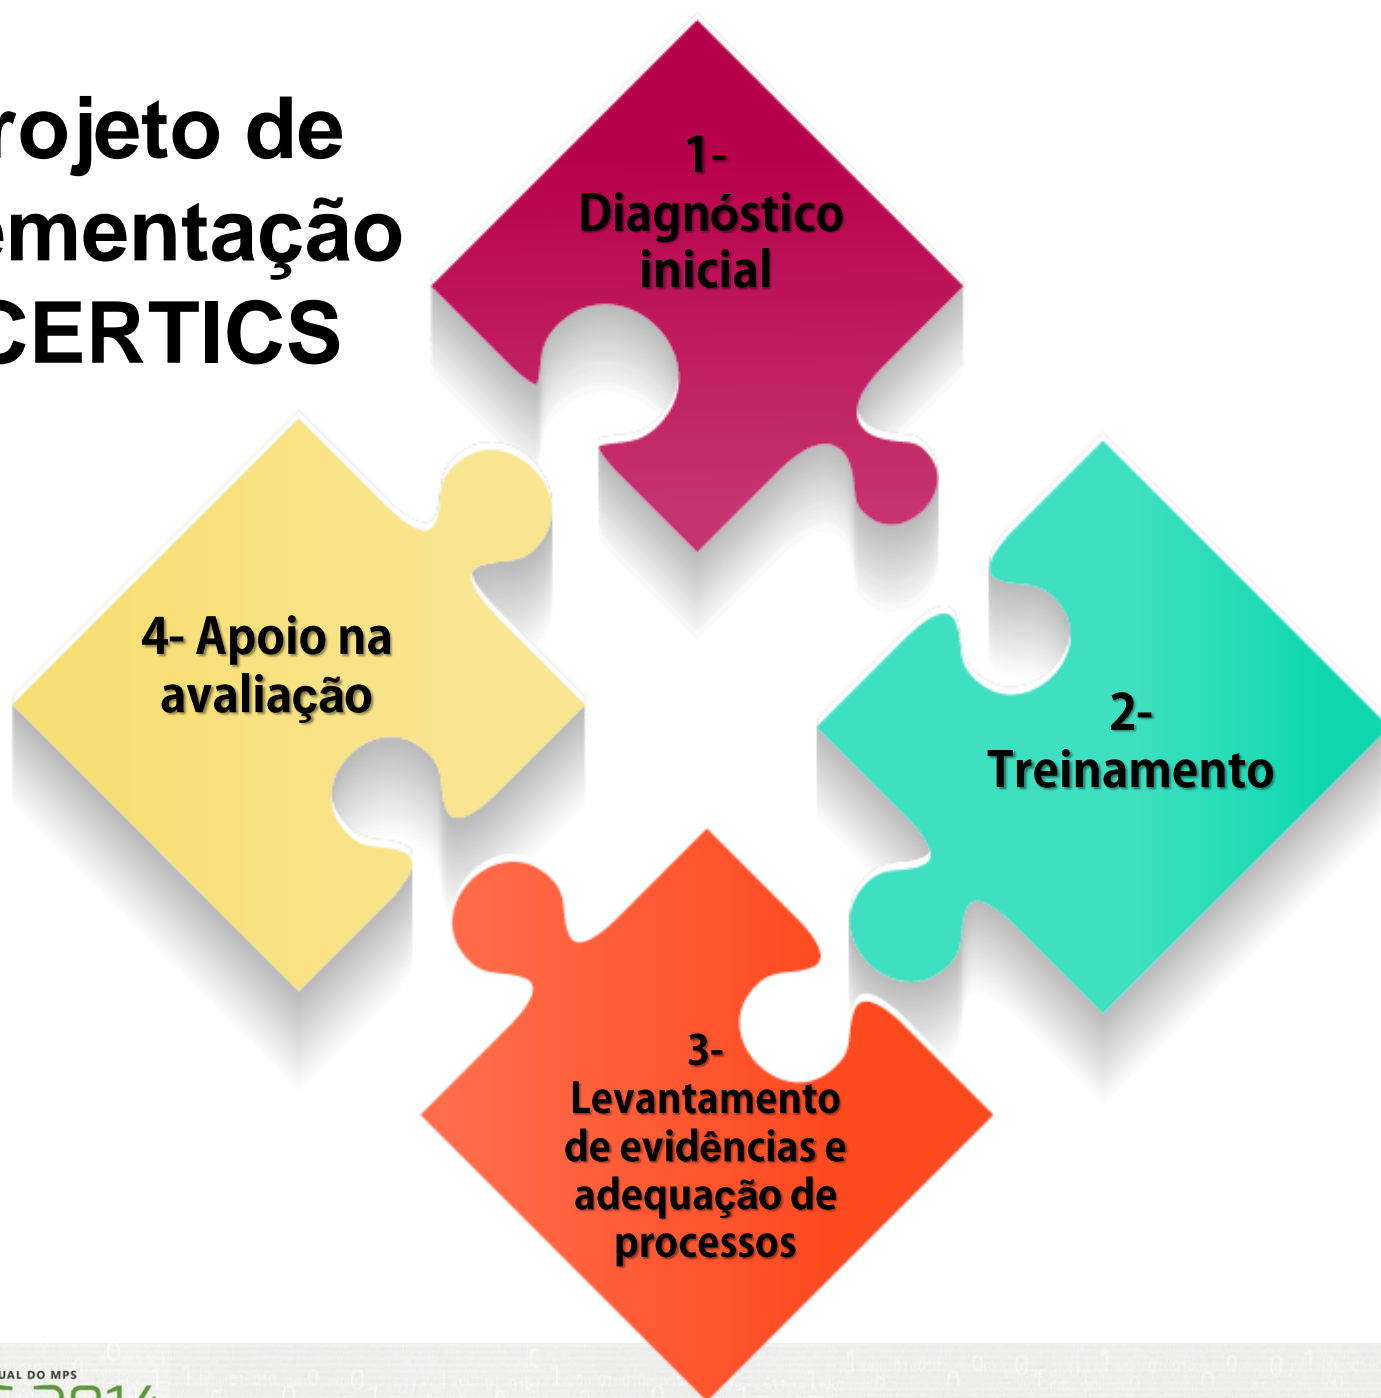 rojeto de
ementação
CERTICS
1-
Diagnóstico
inicial
2-
Treinamento
3-
Levantamento
de evidências e
adequação de
processos
4- Apoio na
avaliação
UAL DO MPS
2014